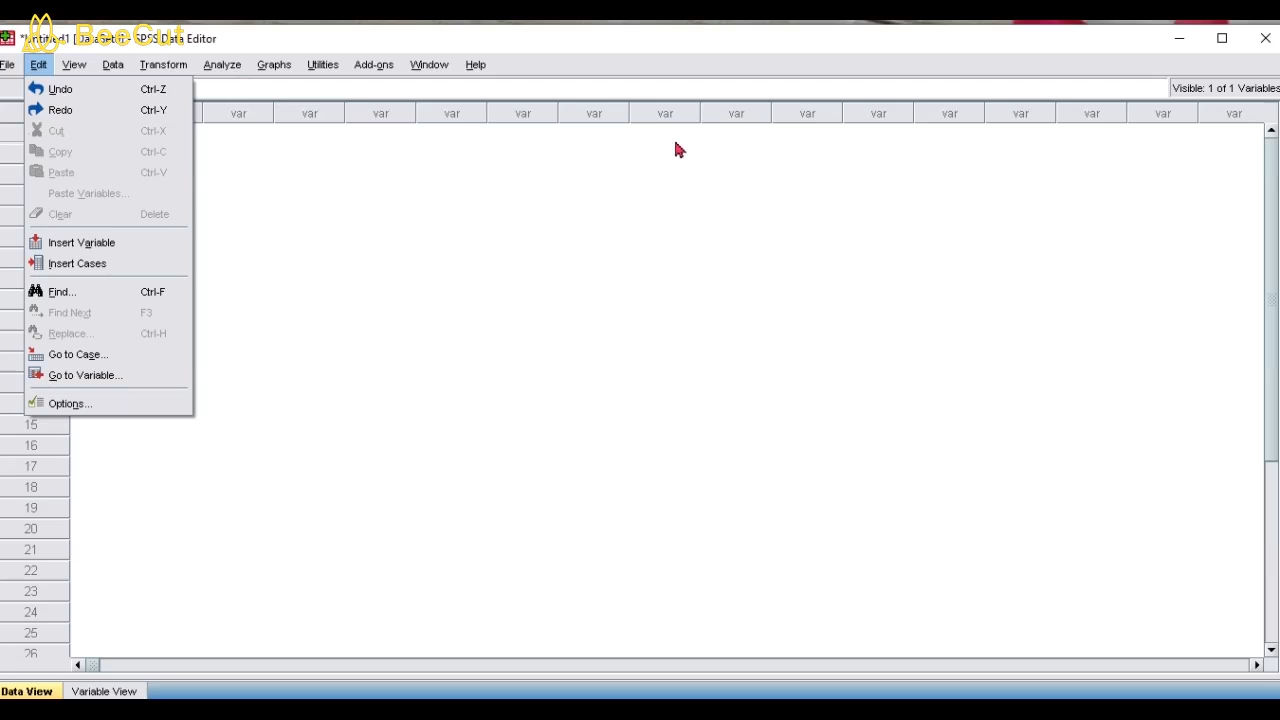 BeeCut
*Untitled1 [DataSet0] - SPSS Data Editor
File Edit View Data Transform Analyze Graphs Utilities Add-ons Window Help
Visible: 1 of 1 Variables
var var var var var var var var var var var var var var var
Undo Ctrl-Z
Redo Ctrl-Y
Cut Ctrl-X
Copy Ctrl-C
Paste Ctrl-V
Paste Variables...
Clear Delete
Insert Variable
Insert Cases
Find... Ctrl-F
Find Next F3
Replace... Ctrl-H
Go to Case...
Go to Variable...
Options...
15
16
17
18
19
20
21
22
23
24
25
26
Data View Variable View